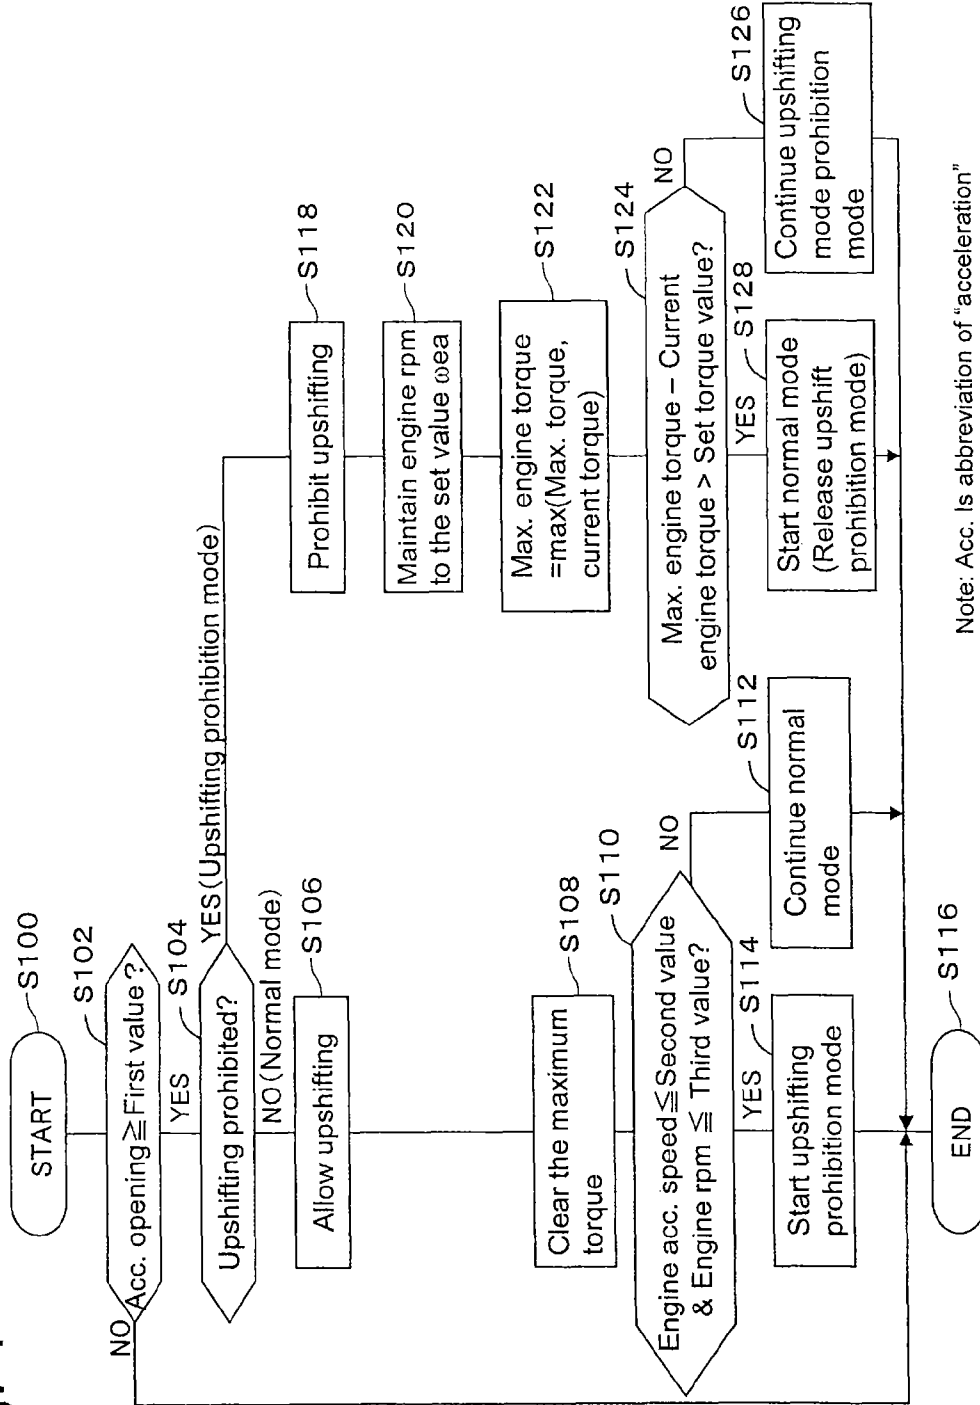 START
S100
Acc. opening≧First value?
S102
NO
YES
S104
Upshifting prohibited?
YES(Upshifting prohibition mode)
NO(Normal mode)
S106
Allow upshifting
S108
Clear the maximum
torque
S110
Engine acc. speed≦Second value
& Engine rpm ≦ Third value?
NO
YES
S114
Start upshifting
prohibition mode
S112
Continue normal
mode
S118
Prohibit upshifting
S120
Maintain engine rpm
to the set value ωea
S122
Max. engine torque
=max(Max. torque,
current torque)
S124
Max. engine torque – Current
engine torque > Set torque value?
NO
YES
S128
Start normal mode
(Release upshift
prohibition mode)
S126
Continue upshifting
mode prohibition
mode
END
S116
Note: Acc. Is abbreviation of "acceleration"